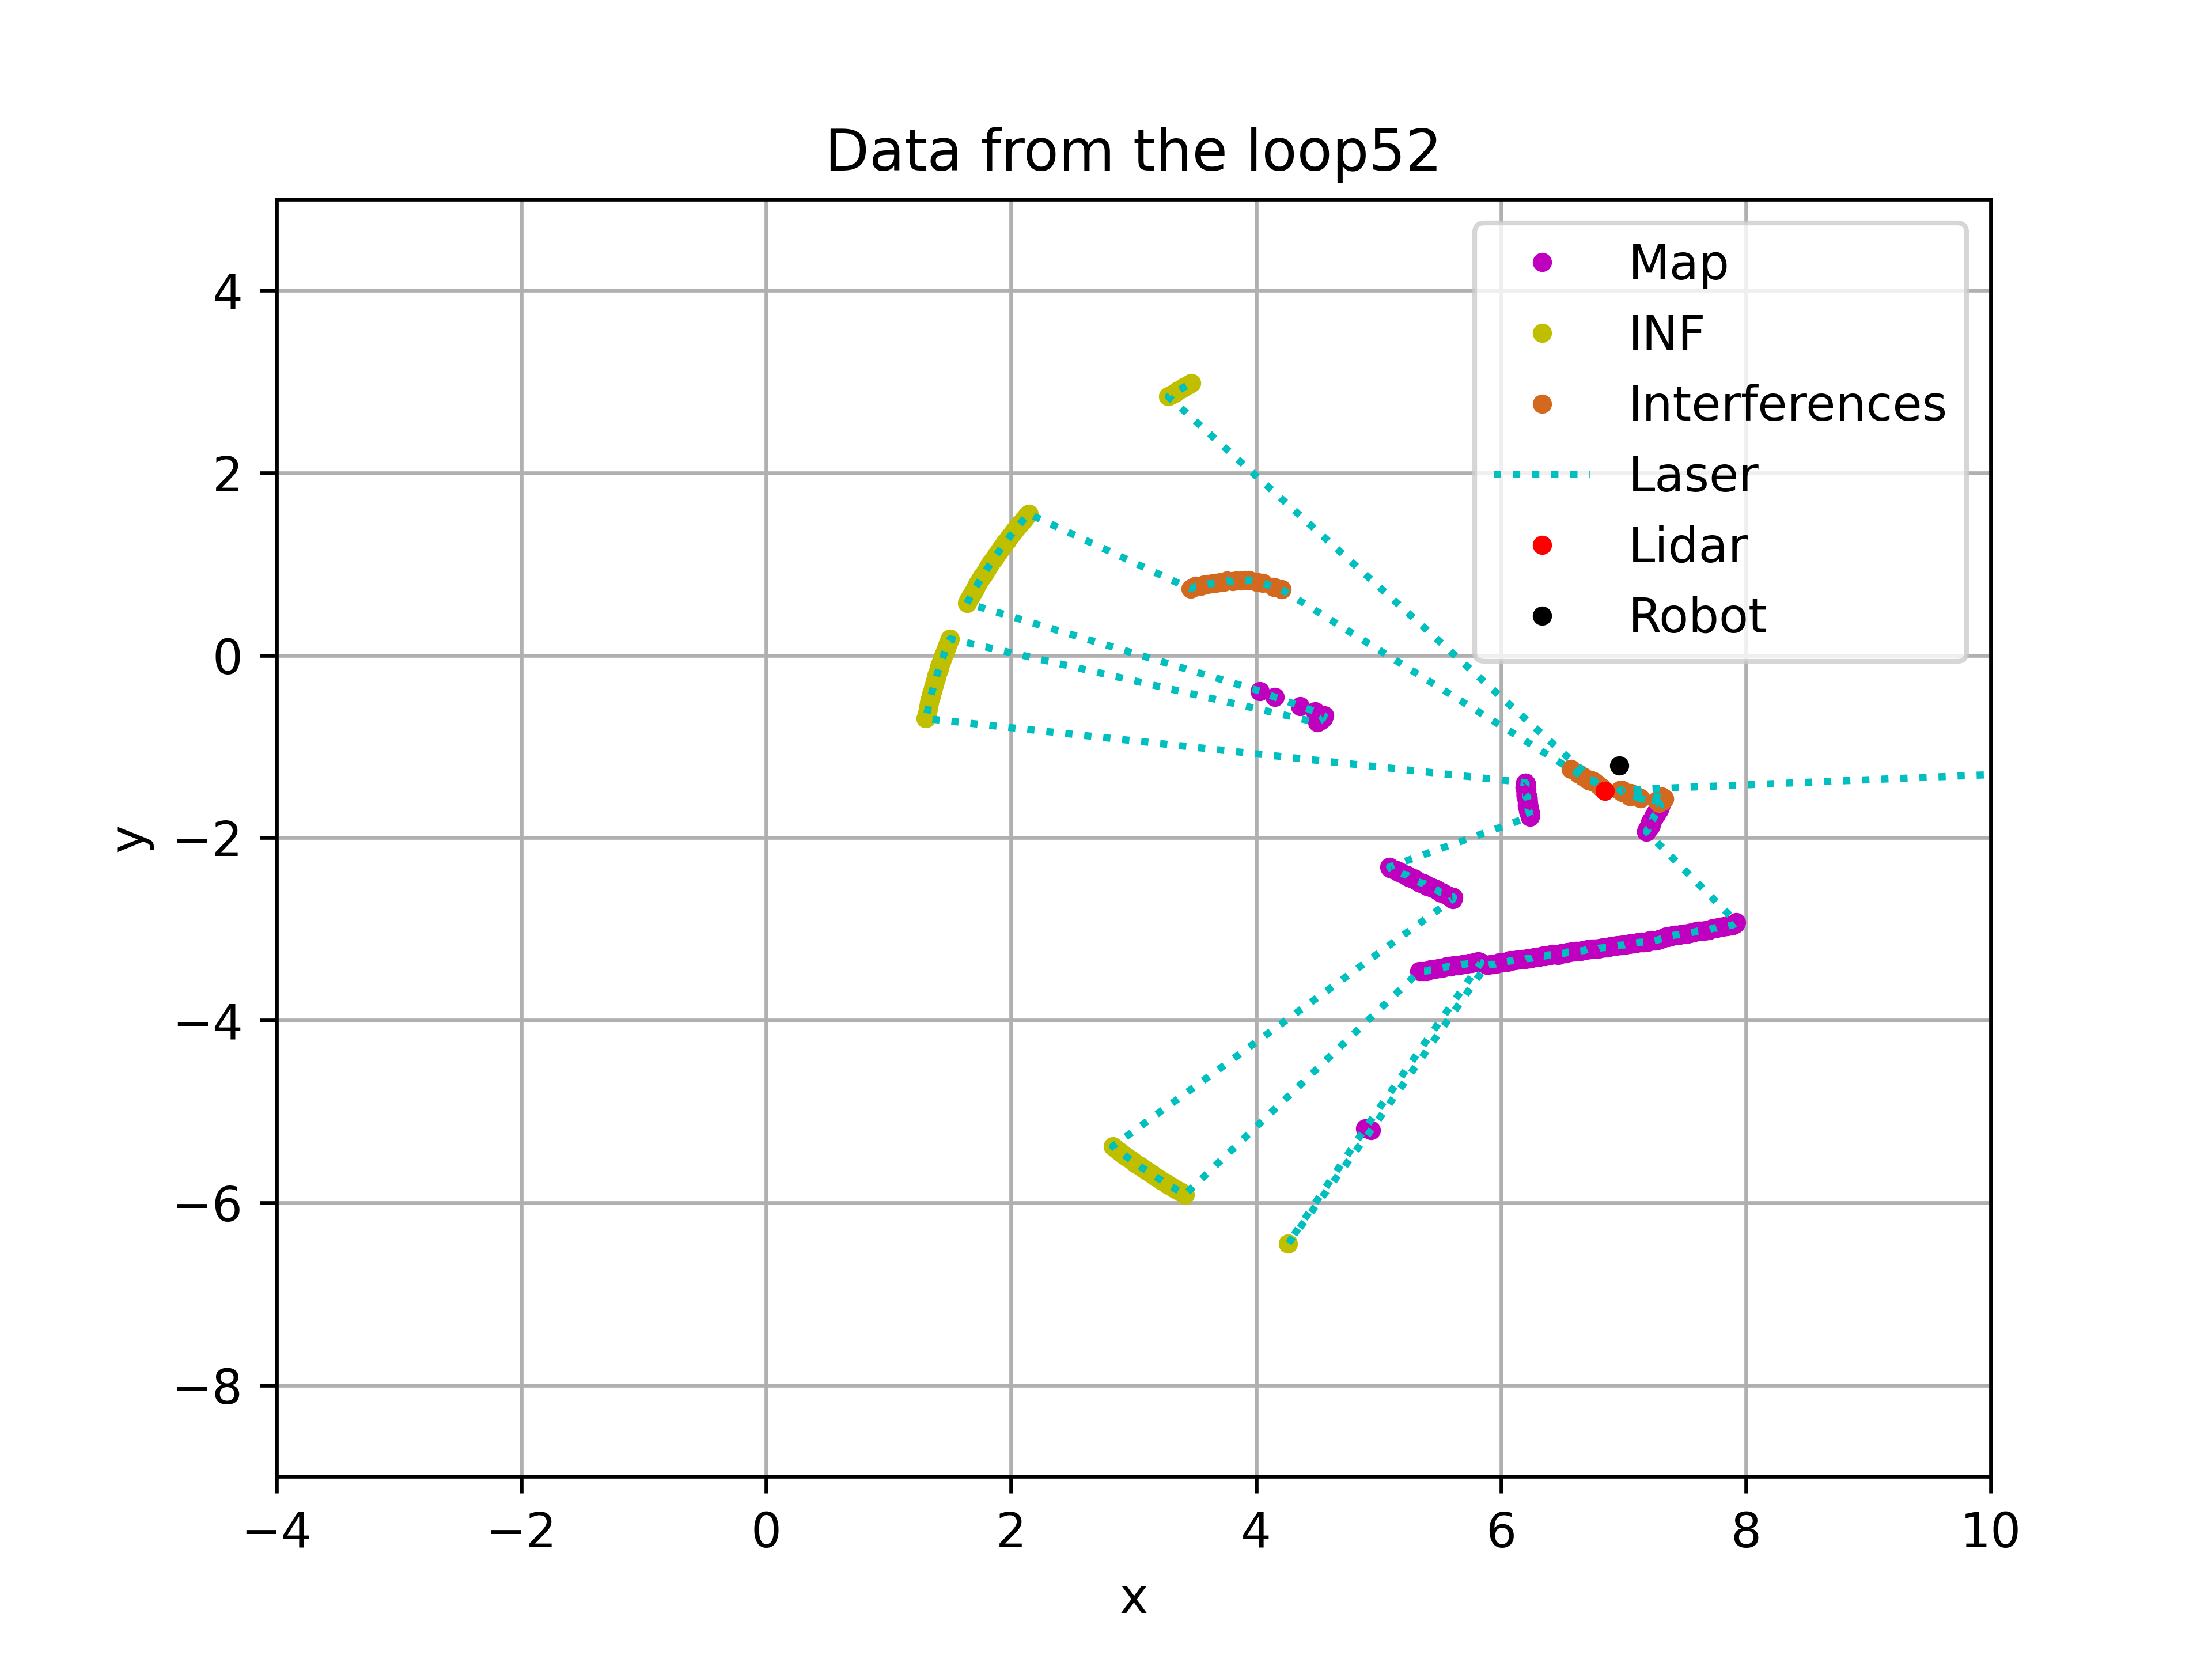 Data from the loop52
Map
INF
Interferences
Laser
Lidar
Robot
4
2
0
−2
−4
−6
−8
y
−4 −2 0 2 4 6 8 10
x